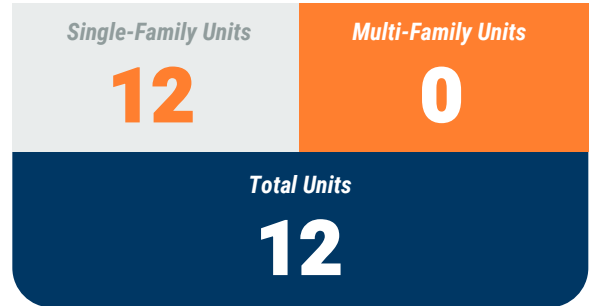 Single-Family Units
Multi-Family Units
12
0
Total Units
12